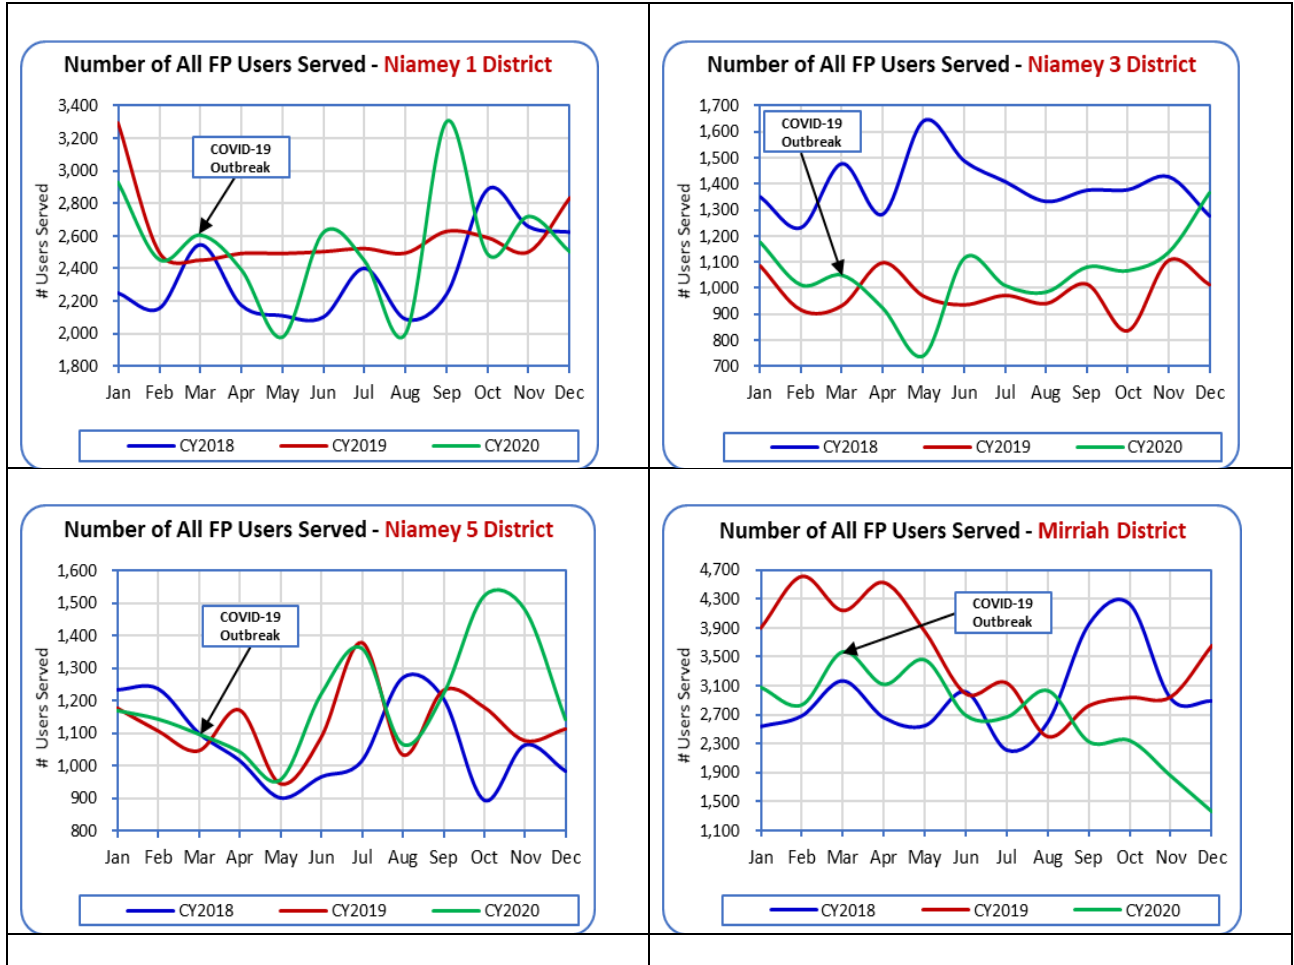 Number of All FP Users Served - Niamey 1 District
3,400
3,200
3,000
2,800
2,600
2,400
2,200
2,000
1,800
# Users Served
COVID-19
Outbreak
Jan Feb Mar Apr May Jun Jul Aug Sep Oct Nov Dec
CY2018 CY2019 CY2020
Number of All FP Users Served - Niamey 3 District
1,700
1,600
1,500
1,400
1,300
1,200
1,100
1,000
900
800
700
# Users Served
COVID-19
Outbreak
Jan Feb Mar Apr May Jun Jul Aug Sep Oct Nov Dec
CY2018 CY2019 CY2020
Number of All FP Users Served - Niamey 5 District
1,600
1,500
1,400
1,300
1,200
1,100
1,000
900
800
# Users Served
COVID-19
Outbreak
Jan Feb Mar Apr May Jun Jul Aug Sep Oct Nov Dec
CY2018 CY2019 CY2020
Number of All FP Users Served - Mirriah District
4,700
4,300
3,900
3,500
3,100
2,700
2,300
1,900
1,500
1,100
# Users Served
COVID-19
Outbreak
Jan Feb Mar Apr May Jun Jul Aug Sep Oct Nov Dec
CY2018 CY2019 CY2020